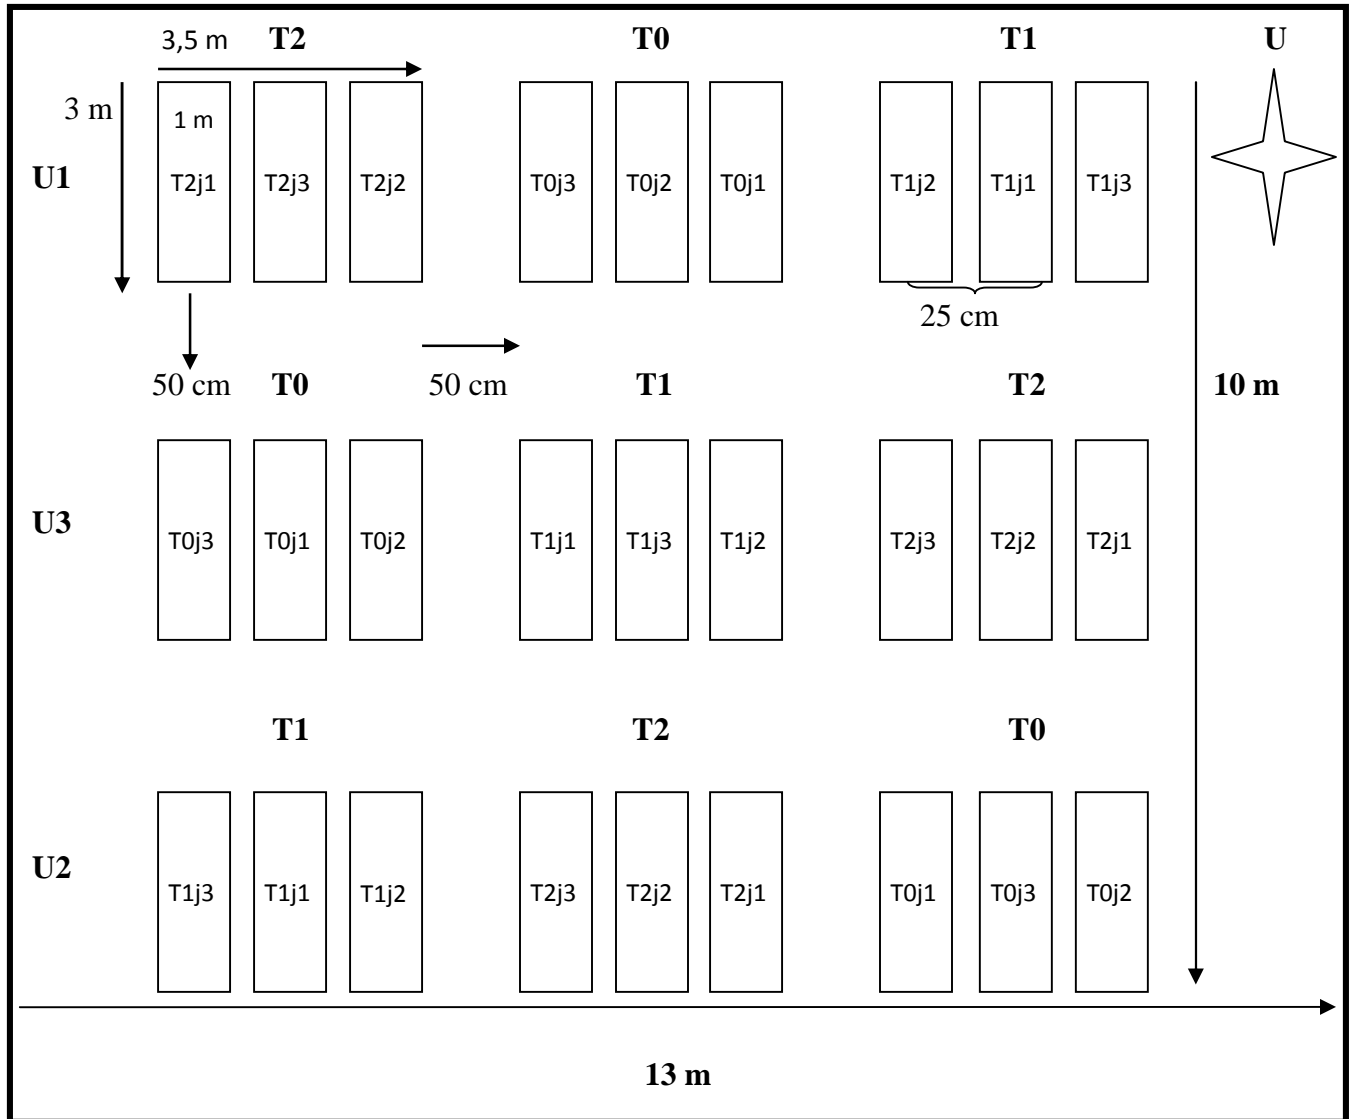 3,5 m T2 T0 T1 U
3 m
1 m
U1 T2j1 T2j3 T2j2 T0j3 T0j2 T0j1 T1j2 T1j1 T1j3
25 cm
50 cm T0 50 cm T1 T2 10 m
U3 T0j3 T0j1 T0j2 T1j1 T1j3 T1j2 T2j3 T2j2 T2j1
T1 T2 T0
U2 T1j3 T1j1 T1j2 T2j3 T2j2 T2j1 T0j1 T0j3 T0j2
13 m